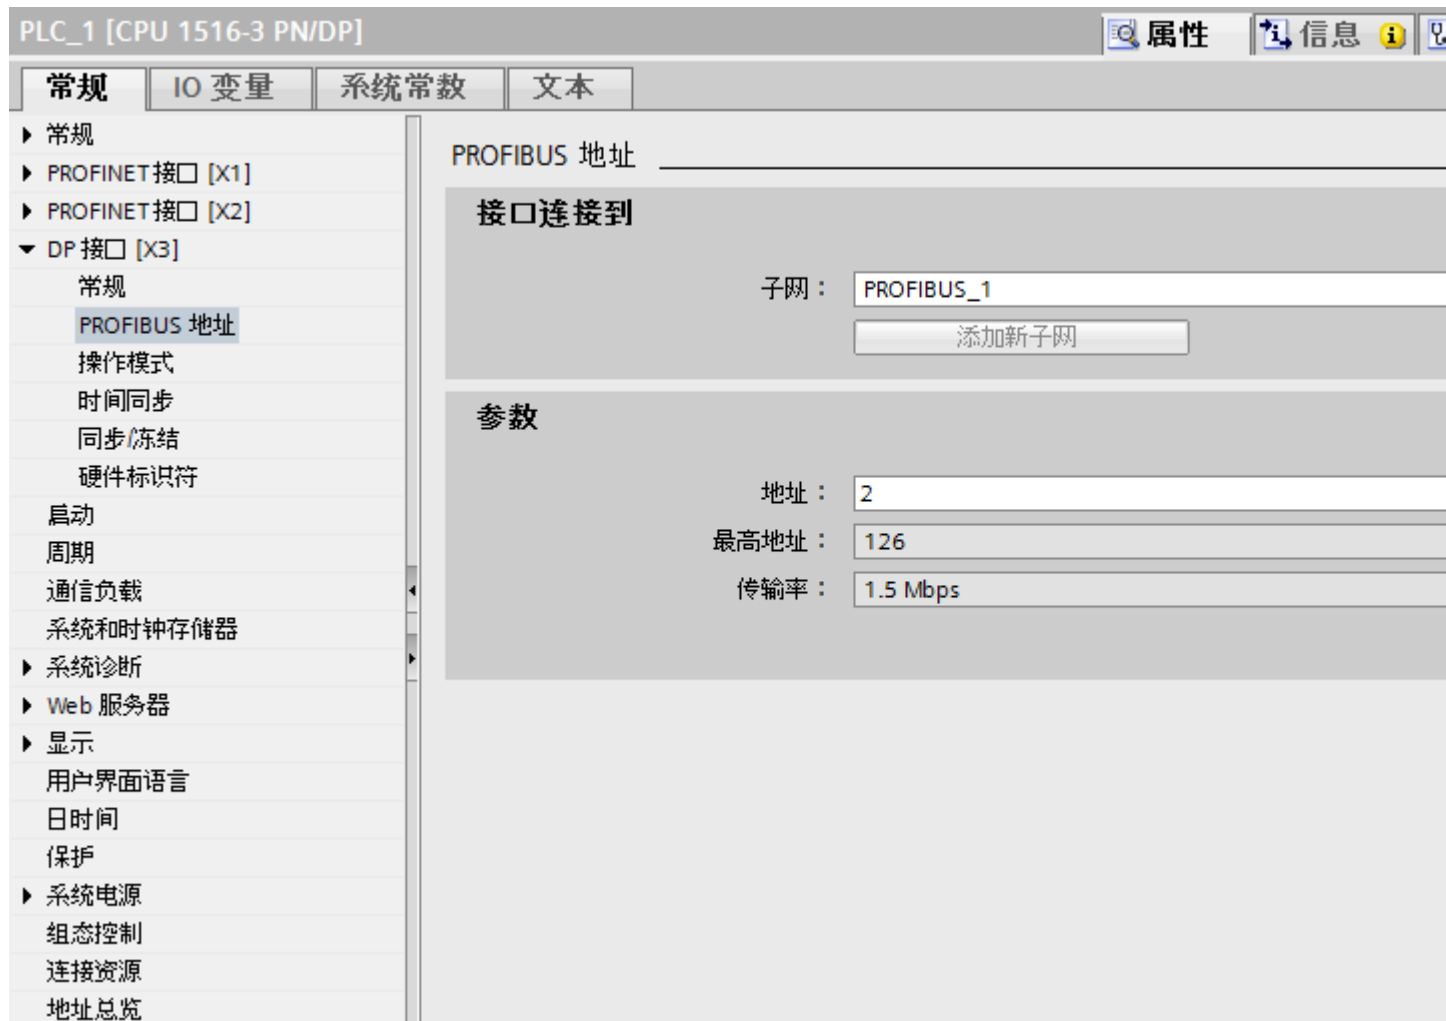 PLC_1 [CPU 1516-3 PN/DP]
属性
信息
常规
IO 变量
系统常数
文本
常规
PROFINET接口 [X1]
PROFINET接口 [X2]
DP 接口 [X3]
常规
PROFIBUS 地址
操作模式
时间同步
同步/冻结
硬件标识符
启动
周期
通信负载
系统和时钟存储器
系统诊断
Web 服务器
显示
用户界面语言
日时间
保护
系统电源
组态控制
连接资源
地址总览
PROFIBUS 地址
接口连接到
子网：
PROFIBUS_1
添加新子网
参数
地址：
2
最高地址：
126
传输率：
1.5 Mbps